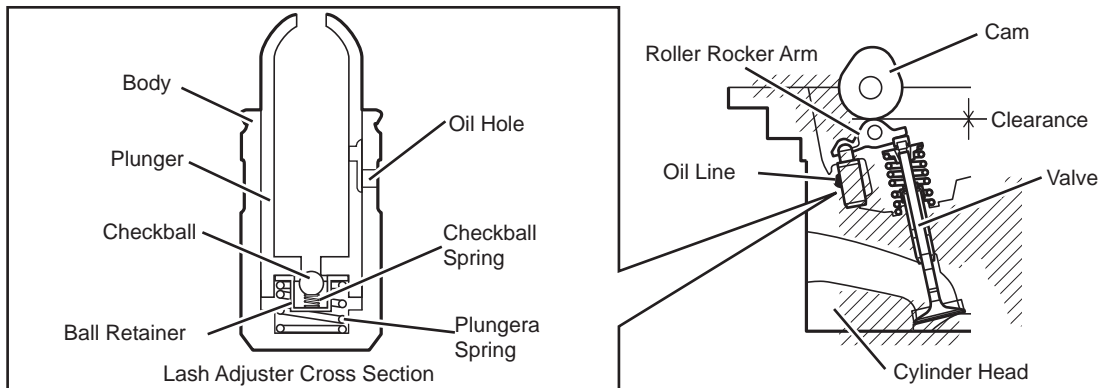 Body
Plunger
Checkball
Ball Retainer
Oil Hole
Checkball
Spring
Plungera
Spring
Lash Adjuster Cross Section
Cam
Roller Rocker Arm
Clearance
Oil Line
Valve
Cylinder Head